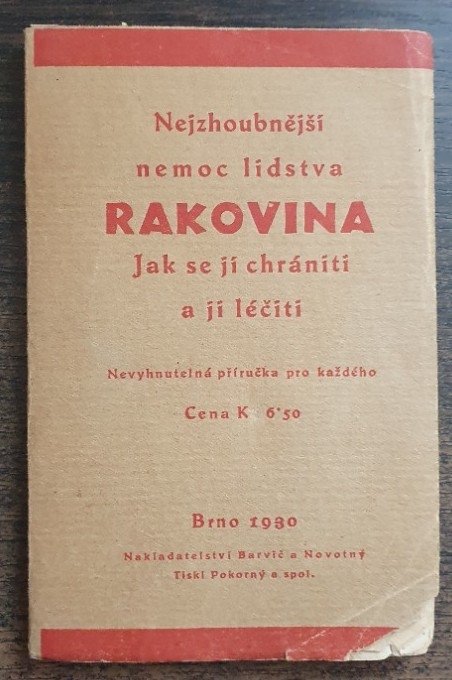 Nejzhoubnější
nemoc lidstva
RAKOVINA
Jak se jí chrániti
a ji léčiti
Nevyhnutelná příručka pro každého
Cena K 6·50
Brno 1930
Nakladatelství Barvič a Novotný
Tiskl Pokorný a spol.